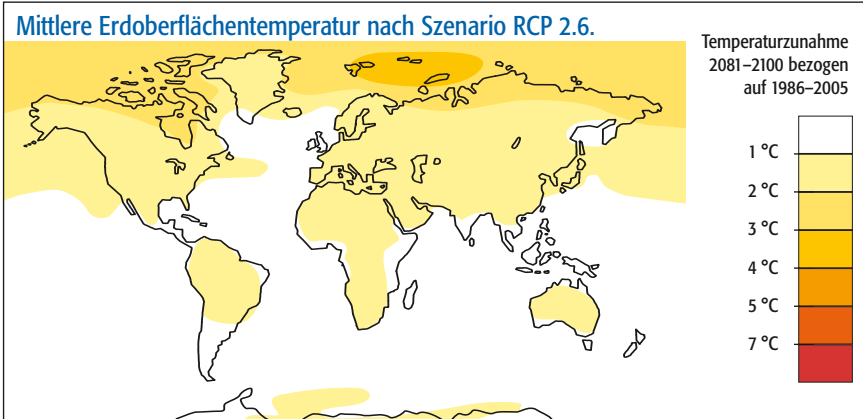 Mittlere Erdoberflächentemperatur nach Szenario RCP 2.6.
Temperaturzunahme
2081–2100 bezogen
auf 1986–2005
1 °C
2 °C
3 °C
4 °C
5 °C
7 °C